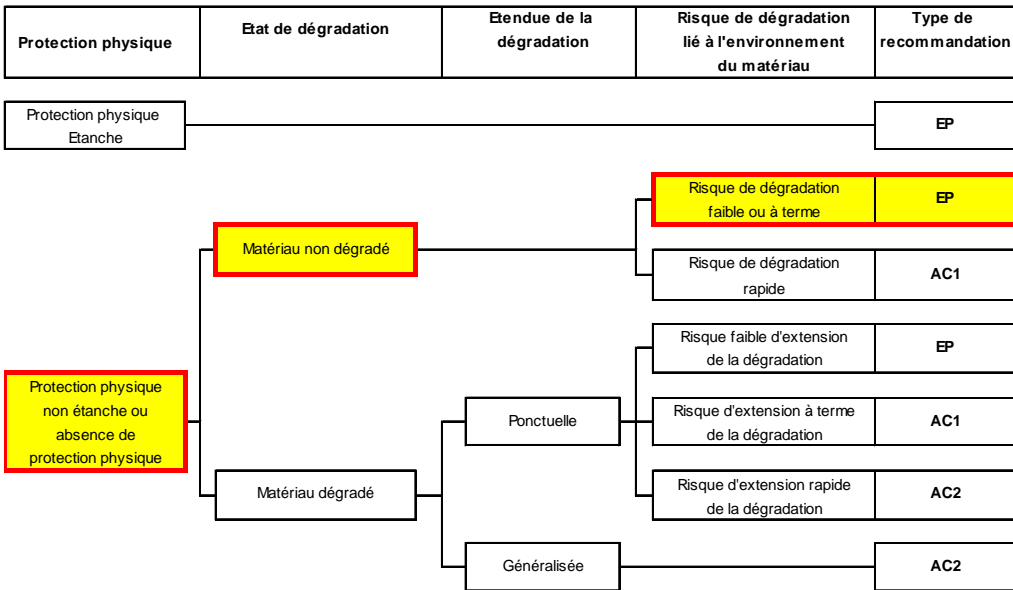 Protection physique
Etat de dégradation
Etendue de la
dégradation
Risque de dégradation
lié à l'environnement
du matériau
Type de
recommandation
Protection physique
Etanche
EP
Risque de dégradation
faible ou à terme
EP
Matériau non dégradé
Risque de dégradation
rapide
AC1
Risque faible d'extension
de la dégradation
EP
Protection physique
non étanche ou
absence de
protection physique
Ponctuelle
Risque d'extension à terme
de la dégradation
AC1
Matériau dégradé
Risque d'extension rapide
de la dégradation
AC2
Généralisée
AC2